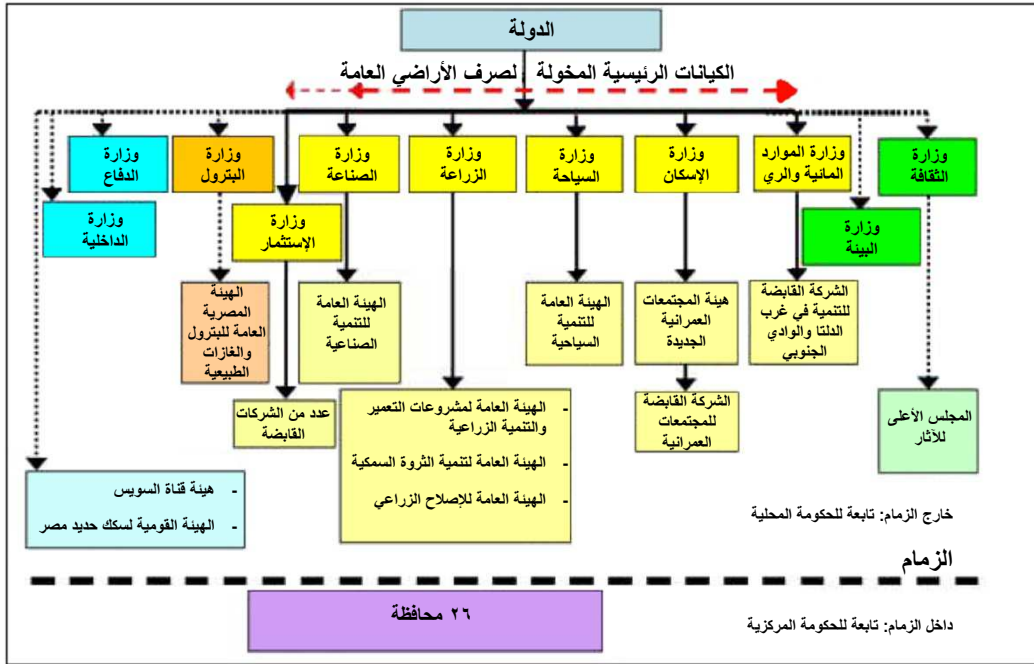 الدولة
الكيانات الرئيسية المخولة لصرف الأراضي العامة
وزارة
الثقافة
وزارة
البيئة
وزارة الموارد
المائية والري
وزارة
الإسكان
وزارة
السياحة
وزارة
الزراعة
وزارة
الصناعة
وزارة
الإستثمار
وزارة
البترول
وزارة
الدفاع
وزارة
الداخلية
الشركة القابضة
للتنمية في غرب
الدلتا والوادي
الجنوبي
هيئة المجتمعات
العمرانية
الجديدة
الهيئة العامة
للتنمية
السياحية
الهيئة العامة
للتنمية
الصناعية
الهيئة
المصرية
العامة للبترول
والغازات
الطبيعية
المجلس الأعلى
للآثار
الشركة القابضة
للمجتمعات
العمرانية
- الهيئة العامة لمشروعات التعمير
والتنمية الزراعية
- الهيئة العامة لتنمية الثروة السمكية
- الهيئة العامة للإصلاح الزراعي
عدد من الشركات
القابضة
- هيئة قناة السويس
- الهيئة القومية لسكك حديد مصر
خارج الزمام: تابعة للحكومة المحلية
الزمام
٢٦ محافظة
داخل الزمام: تابعة للحكومة المركزية